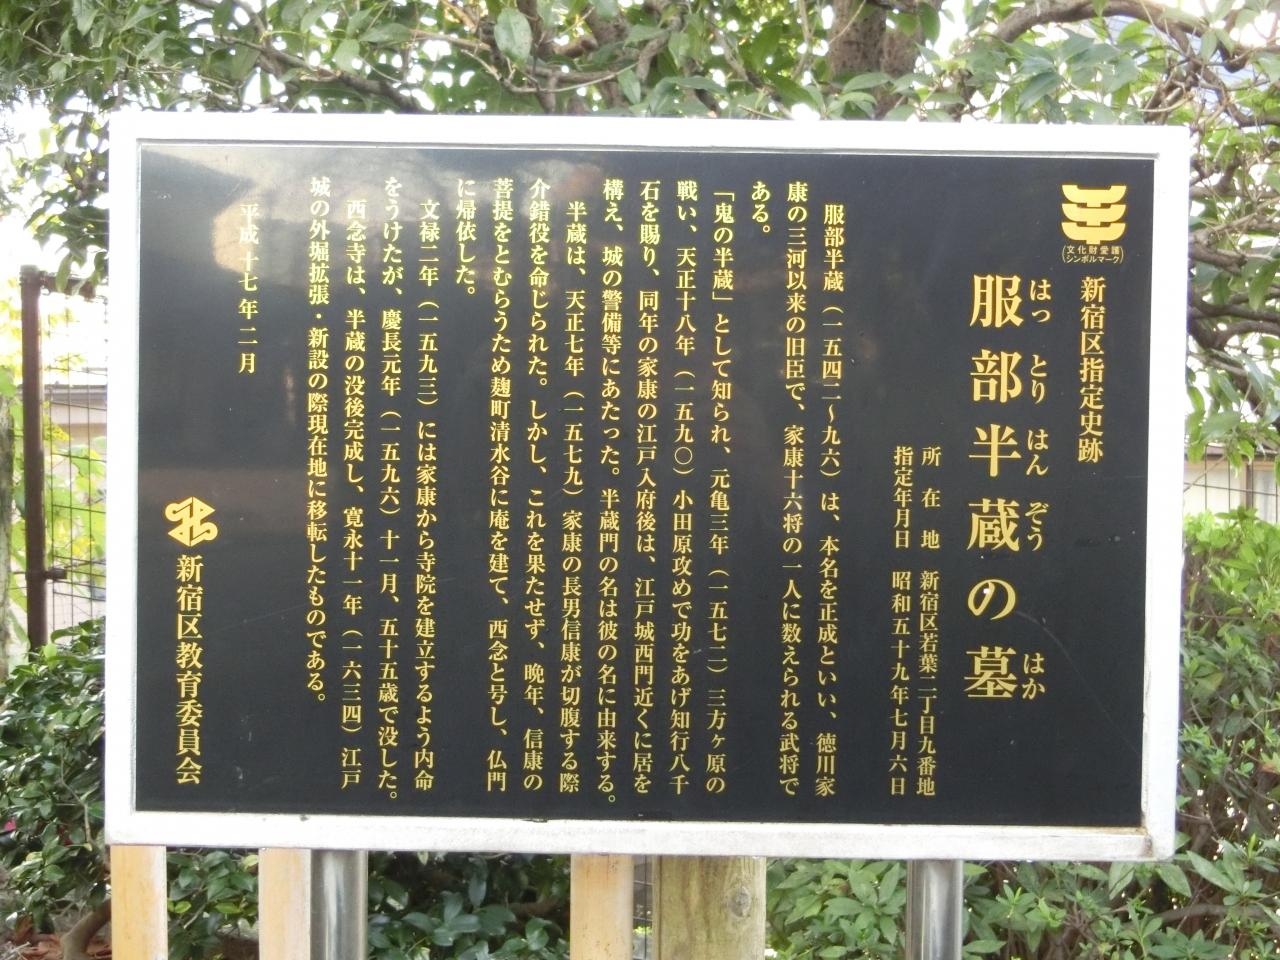 (文化財愛護
シンボルマーク)
新宿区指定史跡
はっとりはんぞう はか
服部半蔵の墓
所在地 新宿区若葉二丁目九番地
指定年月日 昭和五十九年七月六日
服部半蔵(一五四二〜九六)は、本名を正成といい、徳川家
康の三河以来の旧臣で、家康十六将の一人に数えられる武将で
ある。
「鬼の半蔵」として知られ、元亀三年(一五七二)三方ヶ原の
戦い、天正十八年(一五九〇)小田原攻めで功をあげ知行八千
石を賜り、同年の家康の江戸入府後は、江戸城西門近くに居を
構え、城の警備等にあたった。半蔵門の名は彼の名に由来する。
半蔵は、天正七年(一五七九)家康の長男信康が切腹する際
介錯役を命じられた。しかし、これを果たせず、晩年、信康の
菩提をとむらうため麹町清水谷に庵を建て、西念と号し、仏門
に帰依した。
文禄二年(一五九三)には家康から寺院を建立するよう内命
をうけたが、慶長元年(一五九六)十一月、五十五歳で没した。
西念寺は、半蔵の没後完成し、寛永十一年(一六三四)江戸
城の外堀拡張・新設の際現在地に移転したものである。
平成十七年二月
新宿区教育委員会